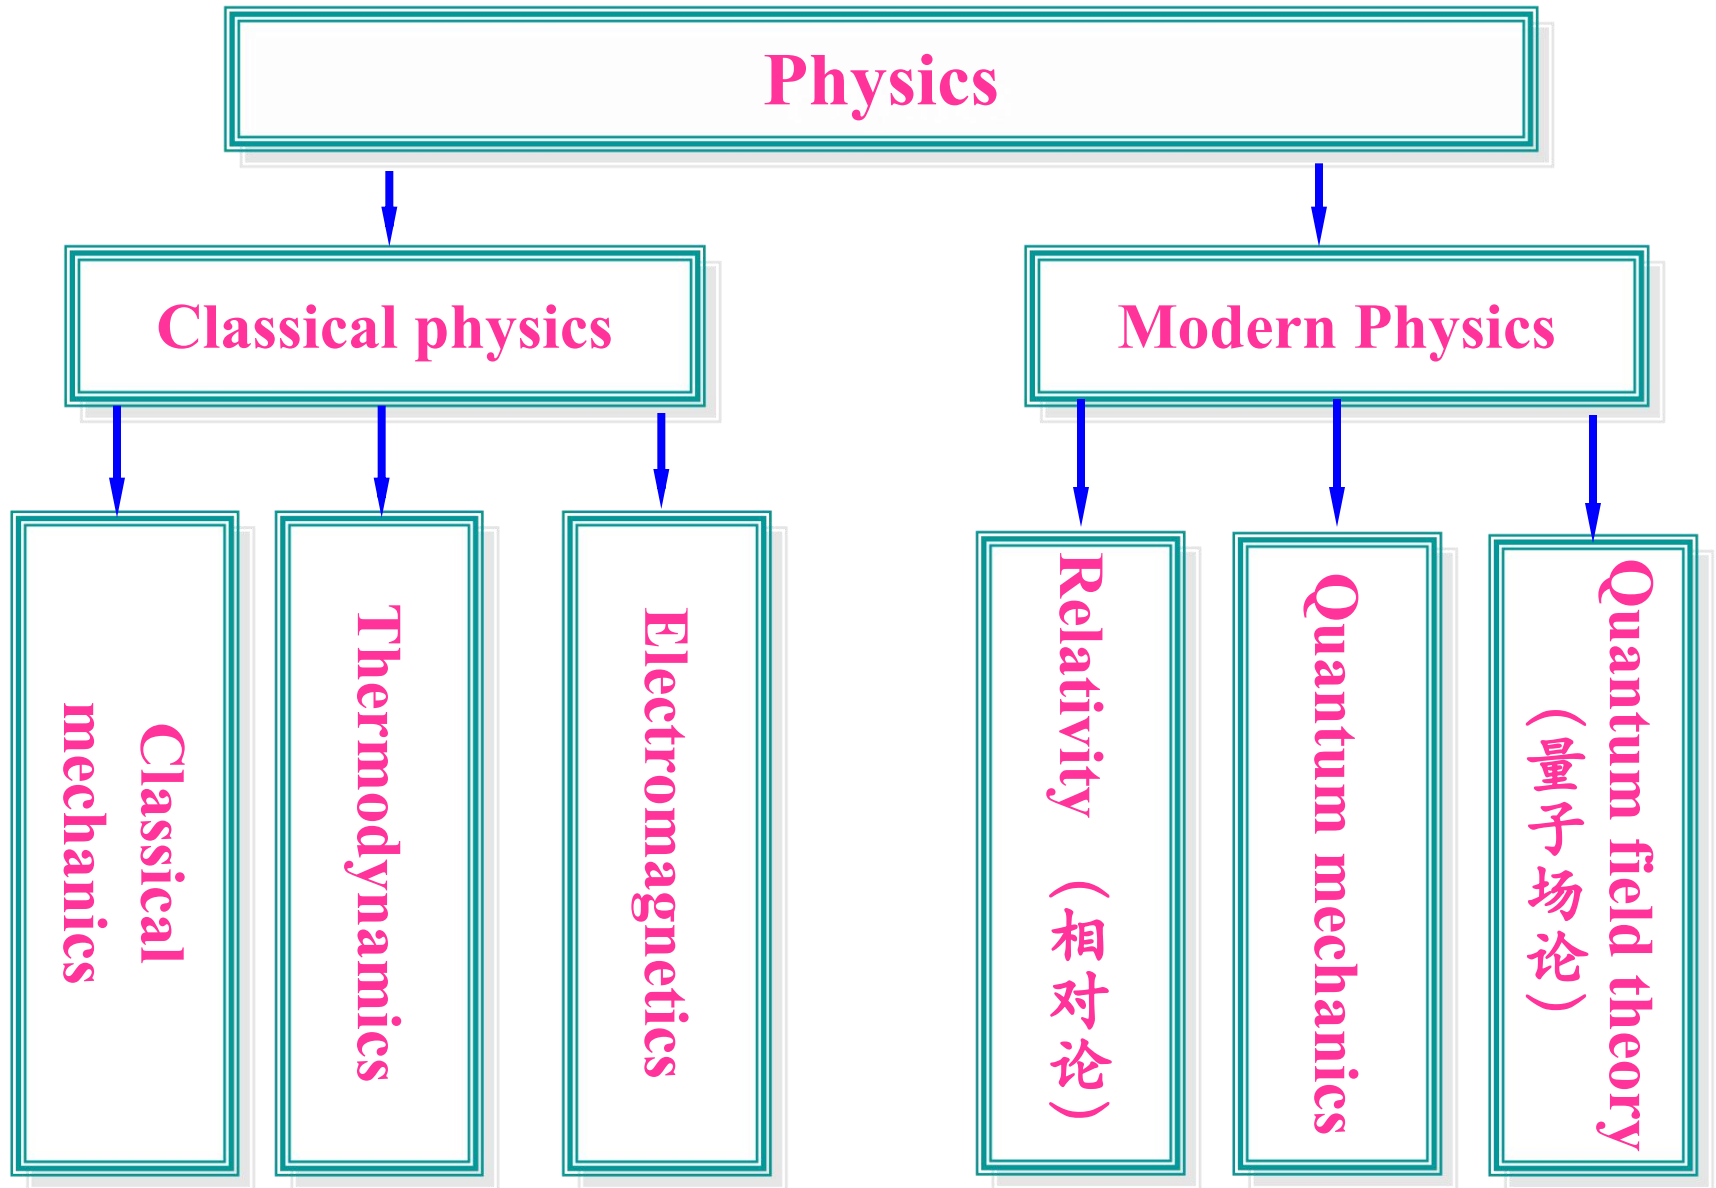 Physics
Classical physics
Modern Physics
Classical
mechanics
Thermodynamics
Electromagnetics
Relativity （相对论）
Quantum mechanics
Quantum field theory
（量子场论）